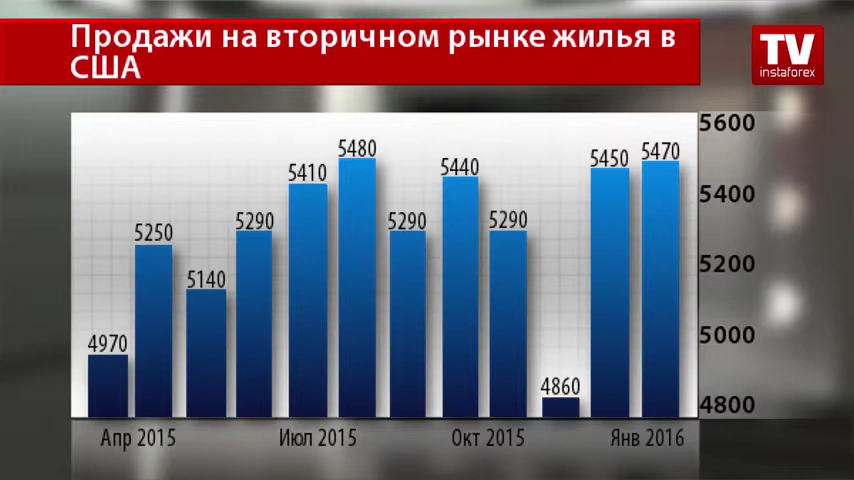 Продажи на вторичном рынке жилья в
США
TV
instaforex
5600
5480
5470
5450
5440
5410
5400
5290
5290
5290
5250
5200
5140
4970
5000
4860
4800
Апр 2015
Июл 2015
Окт 2015
Янв 2016